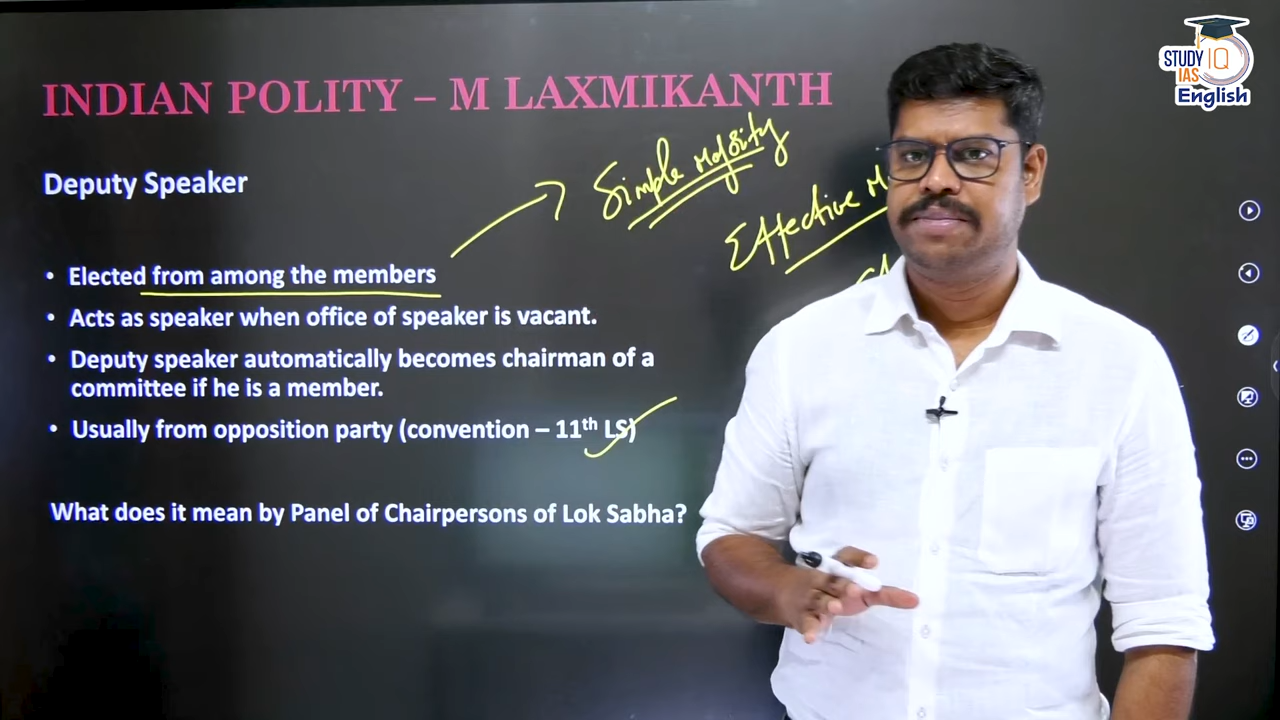 STUDY IQ
IAS
English
INDIAN POLITY – M LAXMIKANTH
Simple Majority
Deputy Speaker
Effective M
• Elected from among the members
• Acts as speaker when office of speaker is vacant.
• Deputy speaker automatically becomes chairman of a
committee if he is a member.
• Usually from opposition party (convention – 11th LS)
What does it mean by Panel of Chairpersons of Lok Sabha?